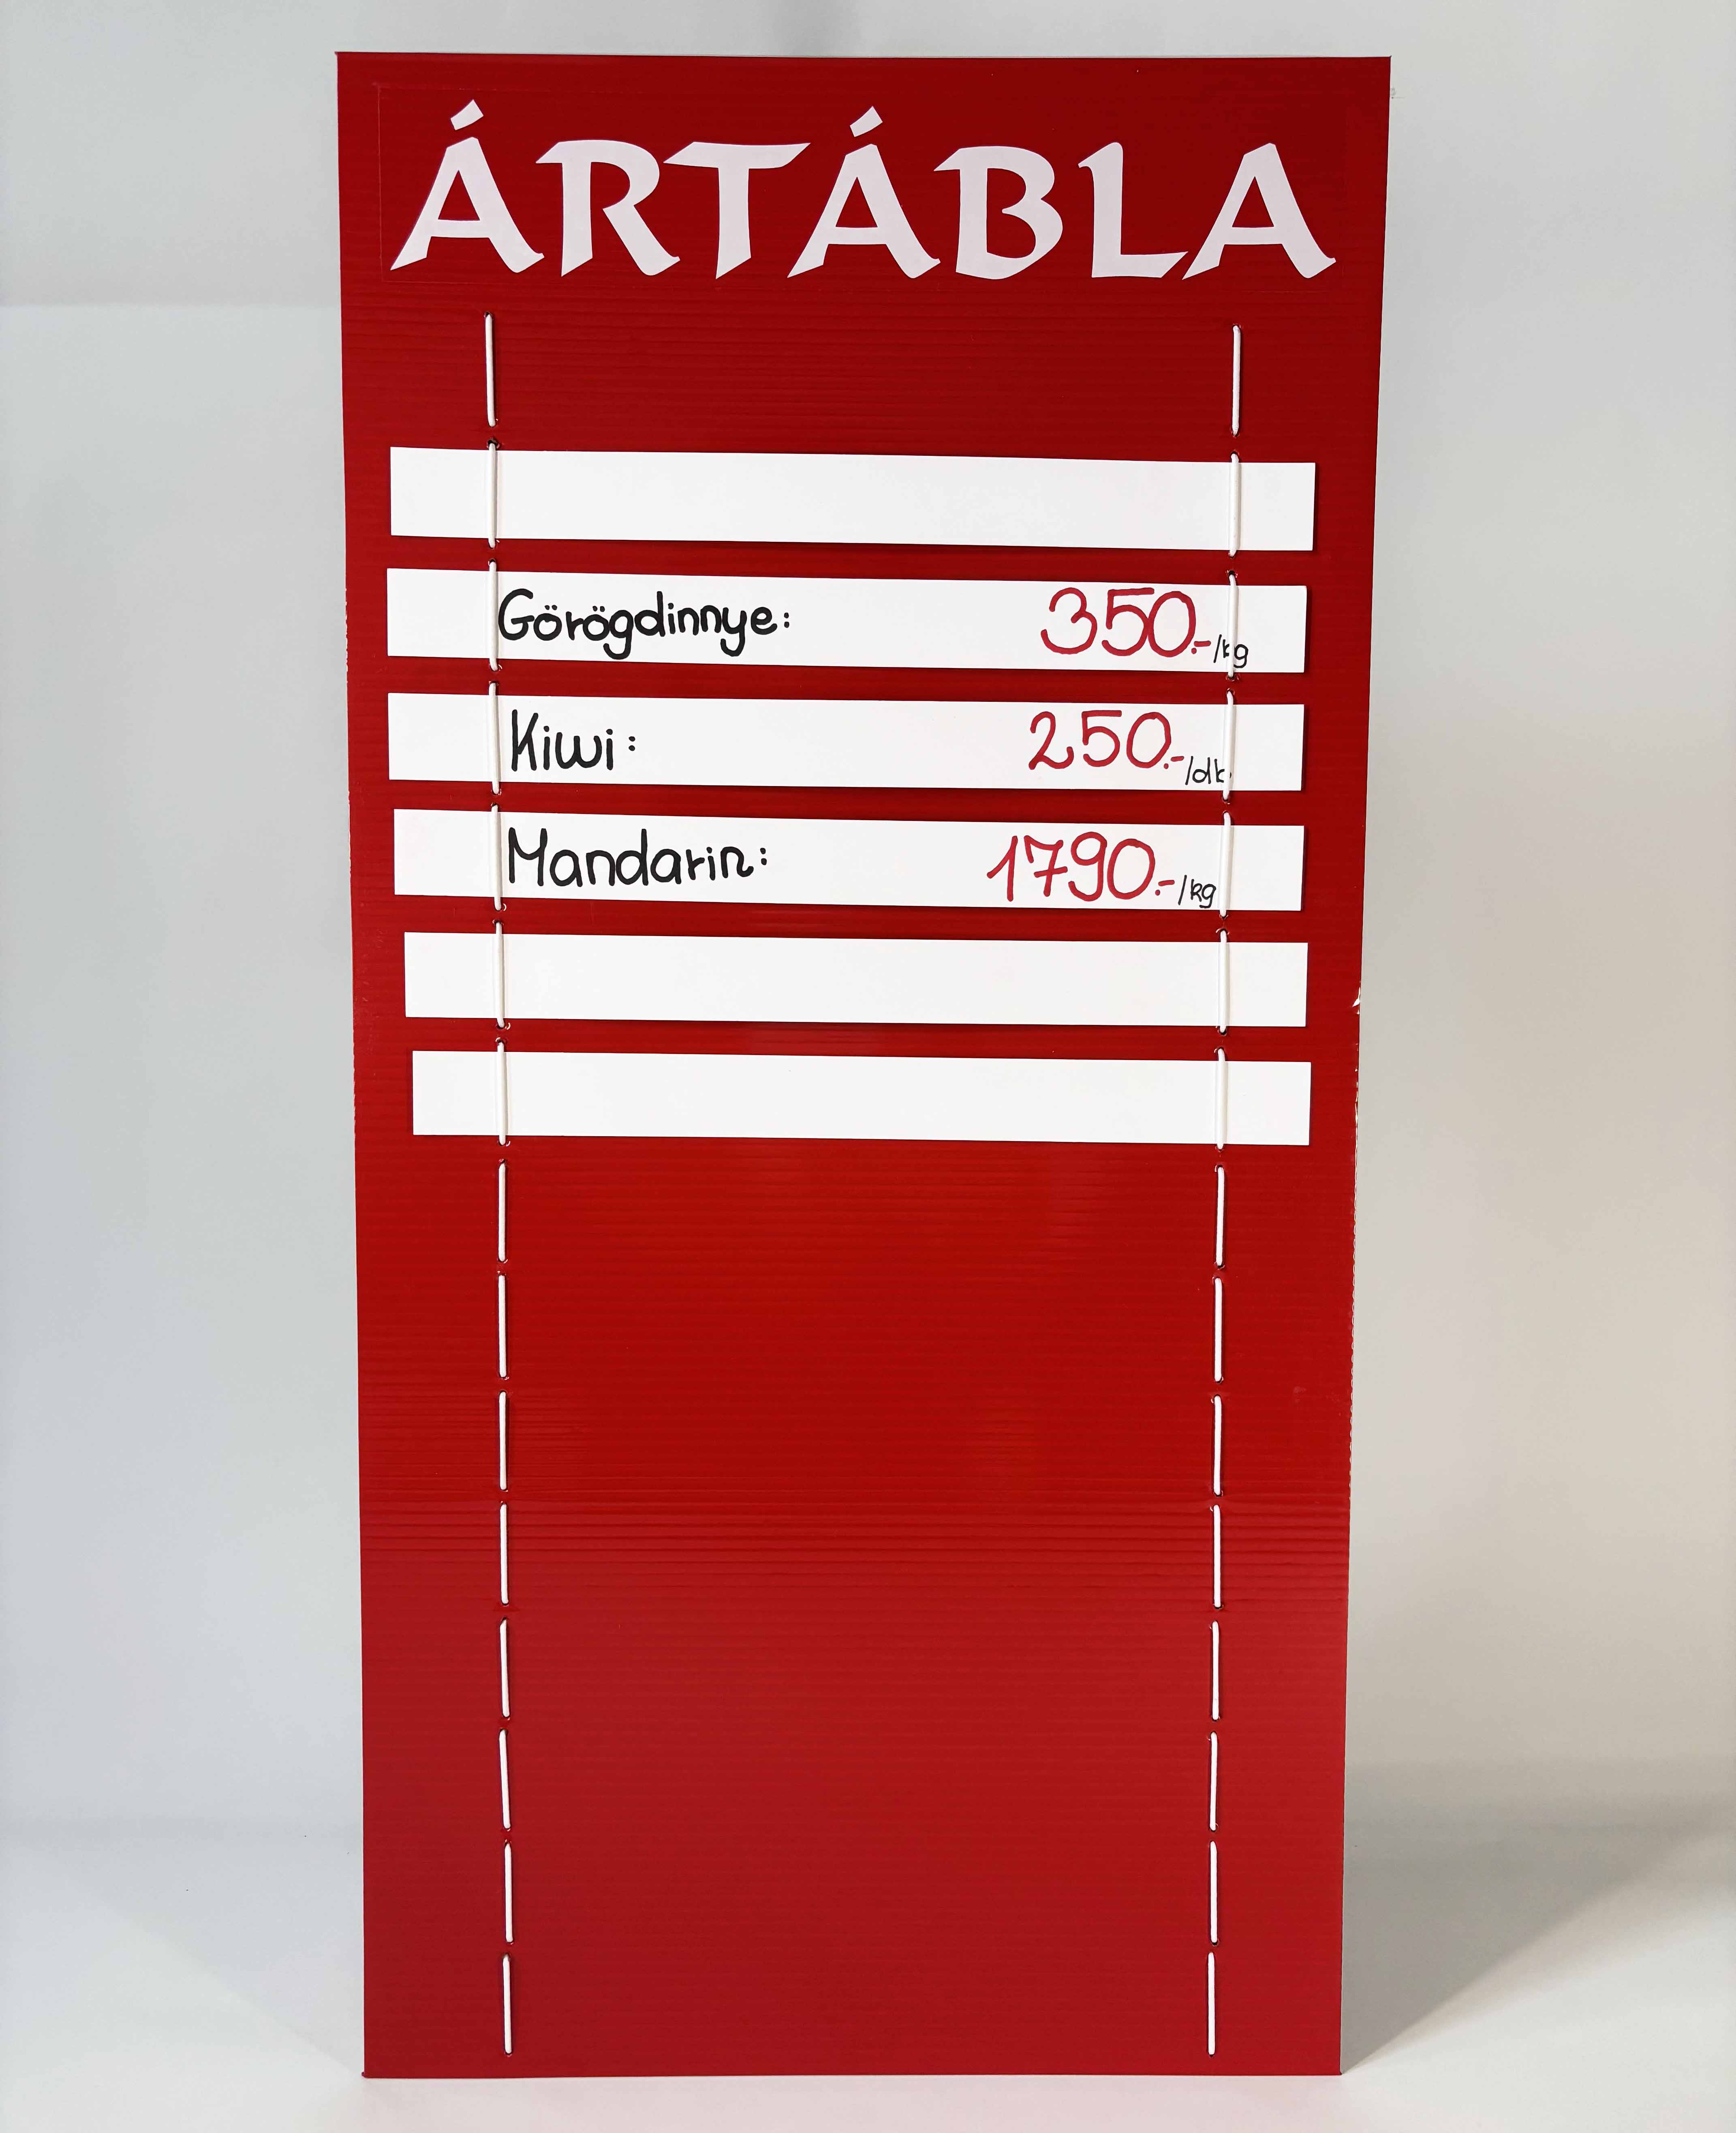 ÁRTÁBLA
Görögdinnye: 350.-/kg
Kiwi: 250.-/db
Mandarin: 1790.-/kg